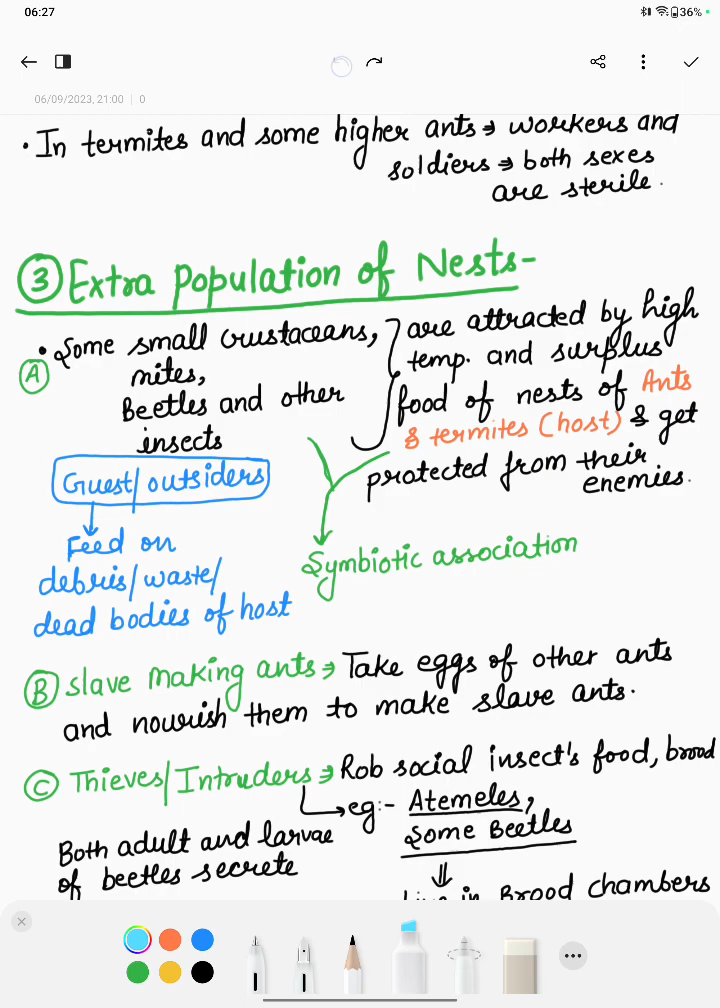 06:27
36%
06/09/2023, 21:00 | 0
• In termites and some higher ants → workers and
soldiers → both sexes
are sterile.
③ Extra Population of Nests-
• Some small crustaceans,
Ⓐ mites,
Beetles and other
insects
are attracted by high
temp. and surplus
food of nests of Ants
& termites (host) & get
protected from their
enemies.
Guest/outsiders
Feed on
debris/waste/
dead bodies of host
Symbiotic association
Ⓑ Slave making ants → Take eggs of other ants
and nourish them to make slave ants.
Ⓒ Thieves/Intruders → Rob social insect's food, brood
eg:- Atemeles,
Some Beetles
Both adult and larvae
of beetles secrete
Live in Brood chambers